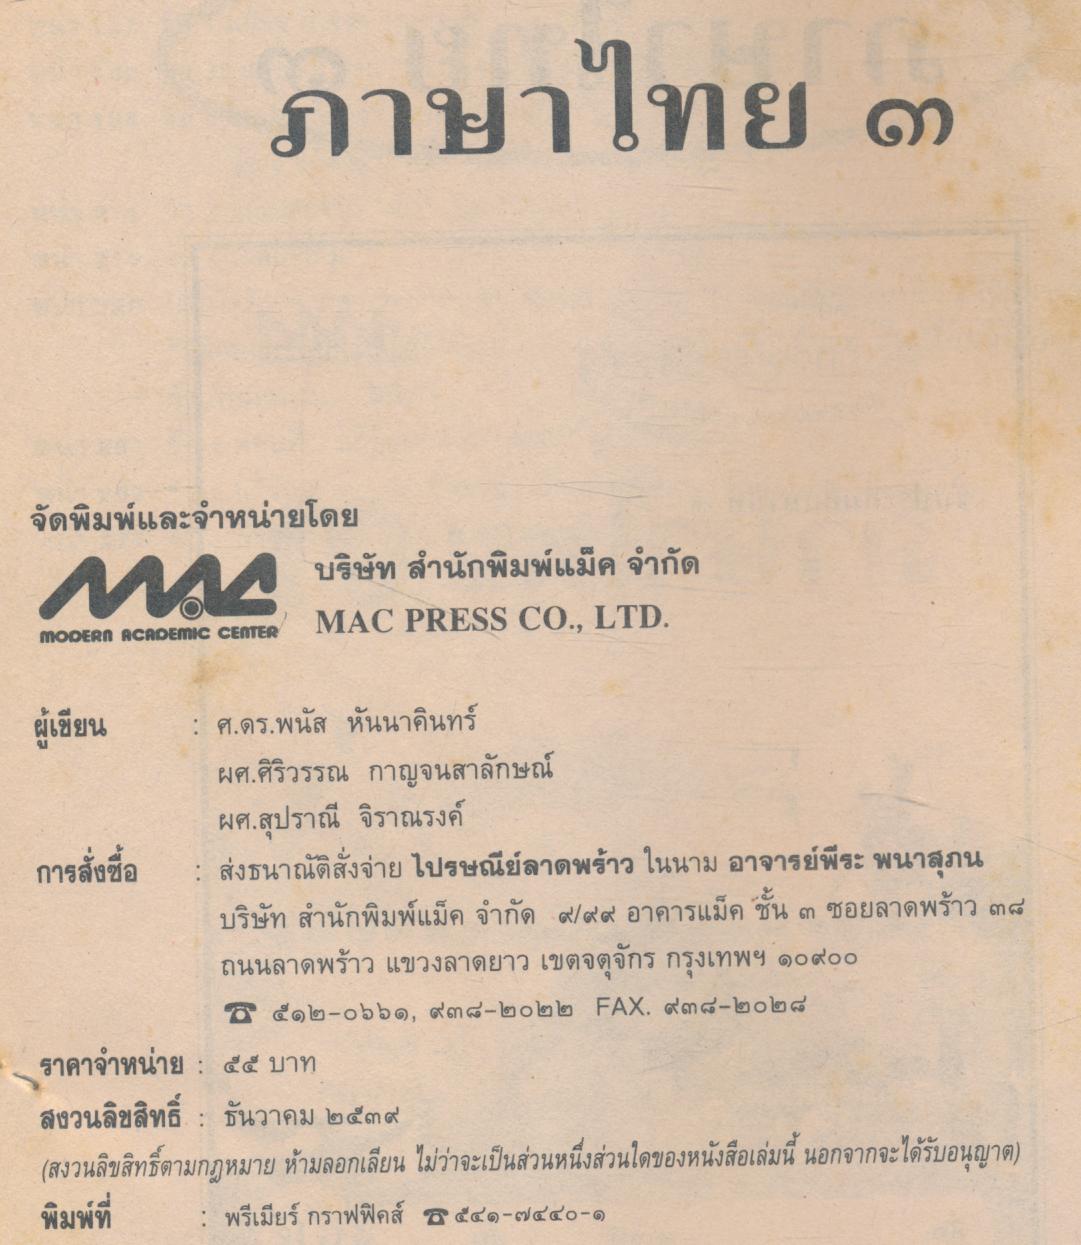 ภาษาไทย ๓
จัดพิมพ์และจำหน่ายโดย
MAC
MODERN ACADEMIC CENTER
บริษัท สำนักพิมพ์แม็ค จำกัด
MAC PRESS CO., LTD.
ผู้เขียน : ศ.ดร.พนัส หันนาคินทร์
ผศ.ศิริวรรณ กาญจนสาลักษณ์
ผศ.สุปราณี จิราณรงค์
การสั่งซื้อ : ส่งธนาณัติสั่งจ่าย ไปรษณีย์ลาดพร้าว ในนาม อาจารย์พีระ พนาสุภน
บริษัท สำนักพิมพ์แม็ค จำกัด ๙/๙๙ อาคารแม็ค ชั้น ๓ ซอยลาดพร้าว ๓๘
ถนนลาดพร้าว แขวงลาดยาว เขตจตุจักร กรุงเทพฯ ๑๐๙๐๐
☎ ๕๑๒-๐๖๖๑, ๙๓๘-๒๐๒๒ FAX. ๙๓๘-๒๐๒๘
ราคาจำหน่าย : ๕๕ บาท
สงวนลิขสิทธิ์ : ธันวาคม ๒๕๓๙
(สงวนลิขสิทธิ์ตามกฎหมาย ห้ามลอกเลียน ไม่ว่าจะเป็นส่วนหนึ่งส่วนใดของหนังสือเล่มนี้ นอกจากจะได้รับอนุญาต)
พิมพ์ที่ : พรีเมียร์ กราฟฟิคส์ ☎ ๕๔๑-๗๔๔๐-๑